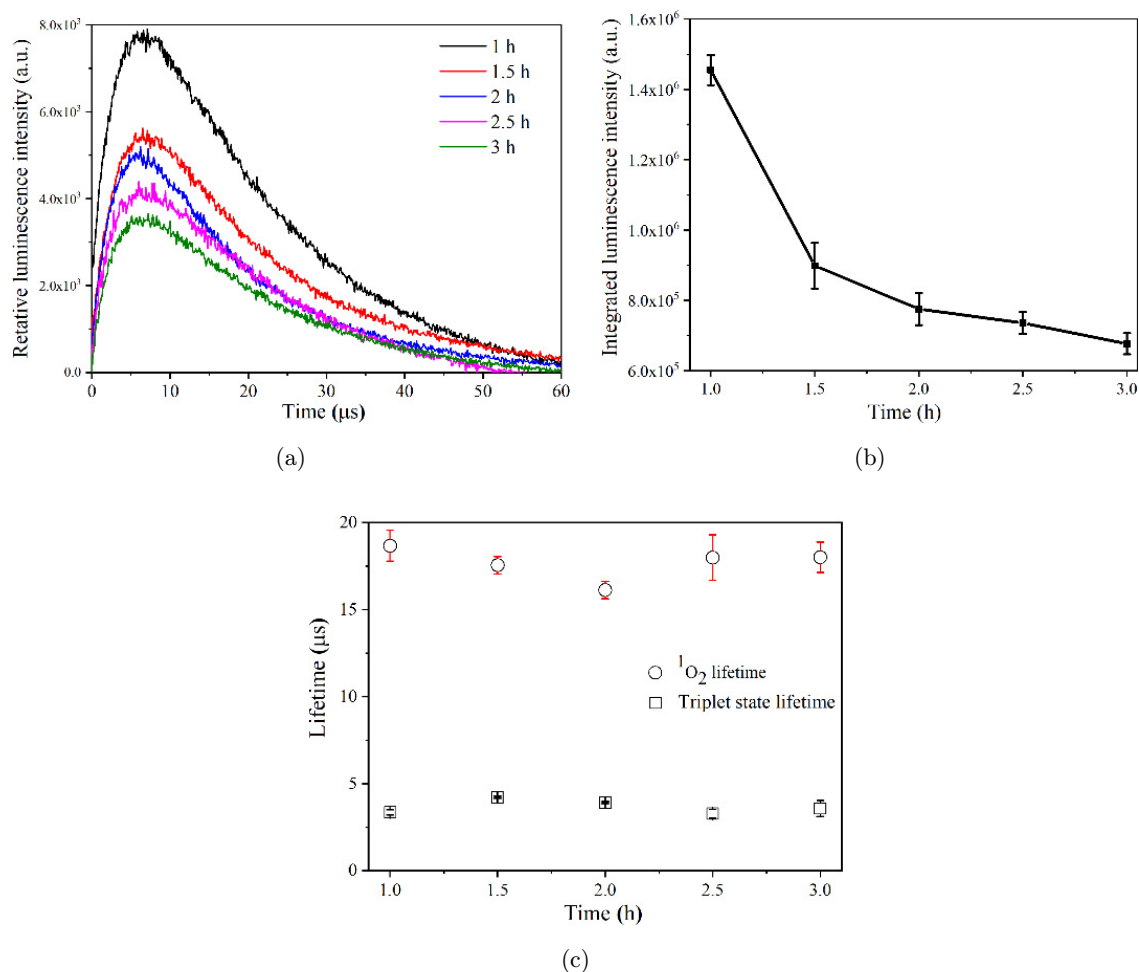 Relative luminescence intensity (a.u.)
8.0x10³
6.0x10³
4.0x10³
2.0x10³
0.0
1 h
1.5 h
2 h
2.5 h
3 h
0 10 20 30 40 50 60
Time (μs)
(a)
Integrated luminescence intensity (a.u.)
1.6x10⁶
1.4x10⁶
1.2x10⁶
1.0x10⁶
8.0x10⁵
6.0x10⁵
1.0 1.5 2.0 2.5 3.0
Time (h)
(b)
Lifetime (μs)
20
15
10
5
0
¹O₂ lifetime
Triplet state lifetime
1.0 1.5 2.0 2.5 3.0
Time (h)
(c)